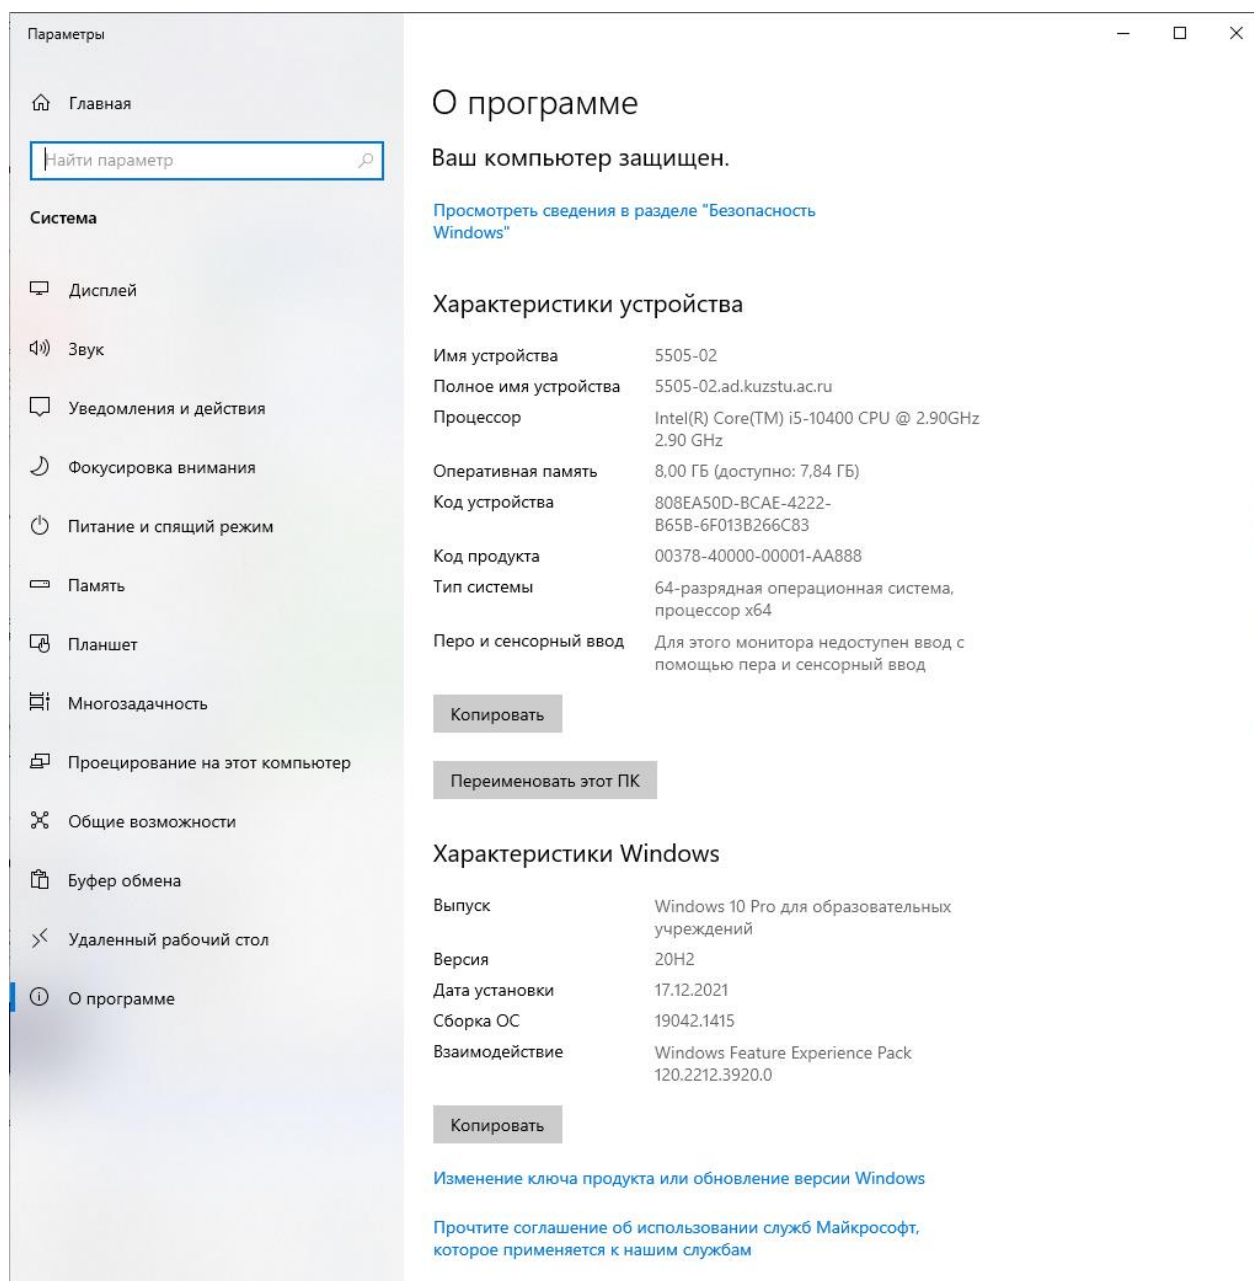 Параметры
Главная
Найти параметр
Система
Дисплей
Звук
Уведомления и действия
Фокусировка внимания
Питание и спящий режим
Память
Планшет
Многозадачность
Проецирование на этот компьютер
Общие возможности
Буфер обмена
Удаленный рабочий стол
О программе
О программе
Ваш компьютер защищен.
Просмотреть сведения в разделе "Безопасность
Windows"
Характеристики устройства
Имя устройства 5505-02
Полное имя устройства 5505-02.ad.kuzstu.ac.ru
Процессор Intel(R) Core(TM) i5-10400 CPU @ 2.90GHz
2.90 GHz
Оперативная память 8,00 ГБ (доступно: 7,84 ГБ)
Код устройства 808EA50D-BCAE-4222-
B65B-6F013B266C83
Код продукта 00378-40000-00001-AA888
Тип системы 64-разрядная операционная система,
процессор x64
Перо и сенсорный ввод Для этого монитора недоступен ввод с
помощью пера и сенсорный ввод
Копировать
Переименовать этот ПК
Характеристики Windows
Выпуск Windows 10 Pro для образовательных
учреждений
Версия 20H2
Дата установки 17.12.2021
Сборка ОС 19042.1415
Взаимодействие Windows Feature Experience Pack
120.2212.3920.0
Копировать
Изменение ключа продукта или обновление версии Windows
Прочтите соглашение об использовании служб Майкрософт,
которое применяется к нашим службам